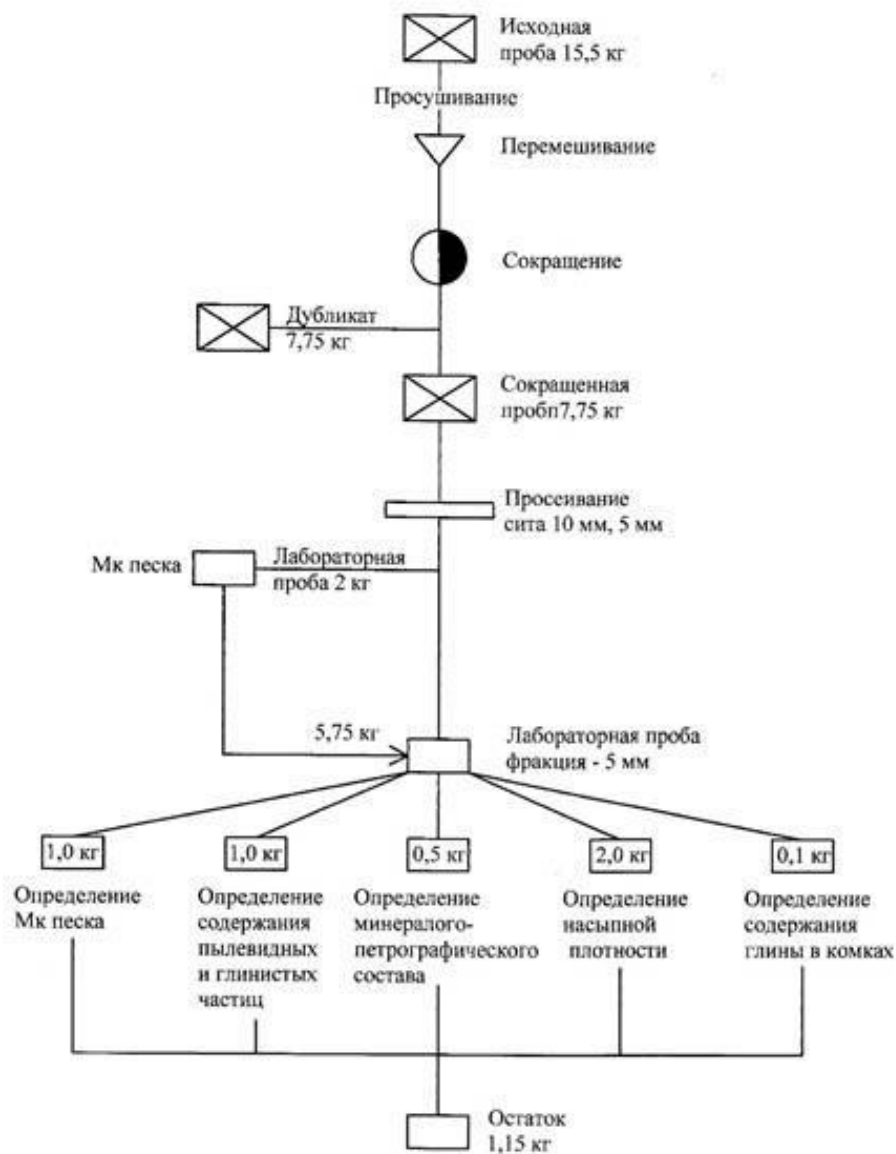 Исходная
проба 15,5 кг
Просушивание
Перемешивание
Сокращение
Дубликат
7,75 кг
Сокращенная
пробп7,75 кг
Просеивание
сита 10 мм, 5 мм
Мк песка
Лабораторная
проба 2 кг
5,75 кг
Лабораторная проба
фракция - 5 мм
1,0 кг
1,0 кг
0,5 кг
2,0 кг
0,1 кг
Определение
Мк песка
Определение
содержания
пылевидных
и глинистых
частиц
Определение
минералого-
петрографического
состава
Определение
насыпной
плотности
Определение
содержания
глины в комках
Остаток
1,15 кг